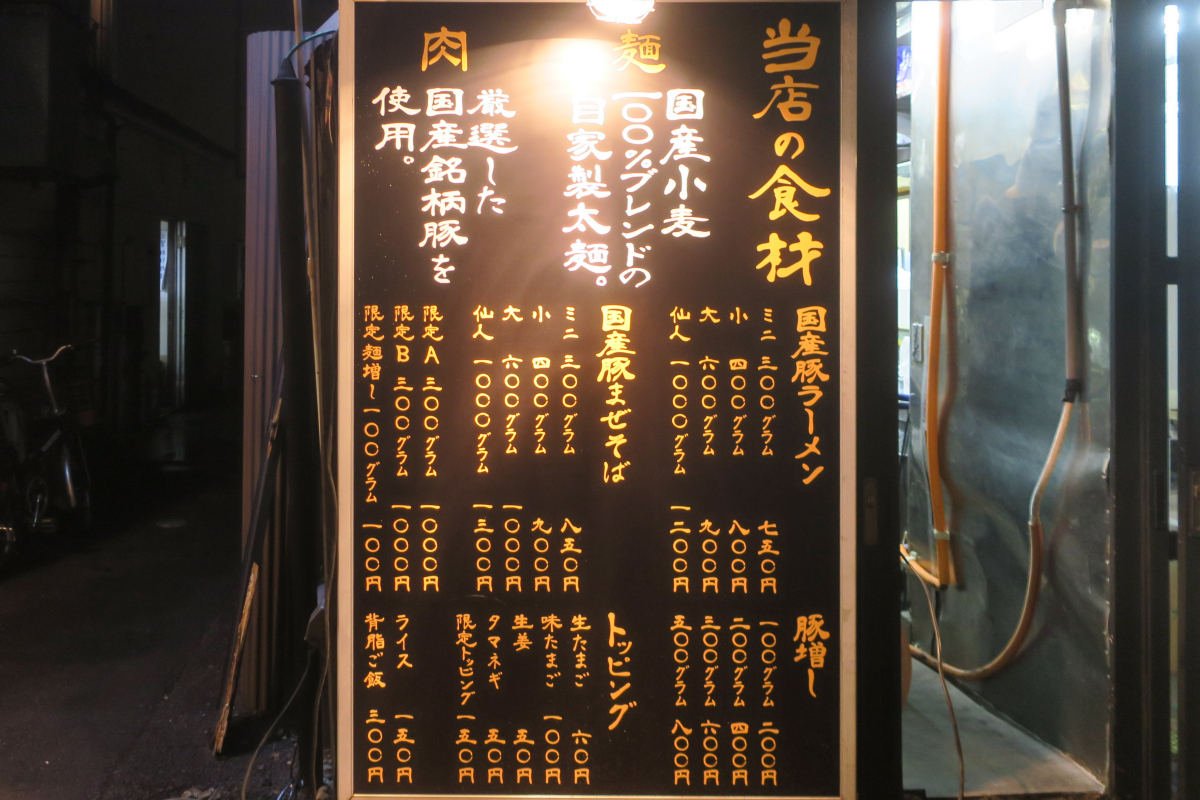 当店の食材
麺
国産小麦
一〇〇％ブレンドの
自家製太麺。
肉
厳選した
国産銘柄豚を
使用。
国産豚ラーメン
ミニ 三〇〇グラム 七五〇円
小 四〇〇グラム 八〇〇円
大 六〇〇グラム 九〇〇円
仙人 一〇〇〇グラム 一二〇〇円
国産豚まぜそば
ミニ 三〇〇グラム 八五〇円
小 四〇〇グラム 九〇〇円
大 六〇〇グラム 一〇〇〇円
仙人 一〇〇〇グラム 一三〇〇円
限定A 三〇〇グラム 一〇〇〇円
限定B 三〇〇グラム 一〇〇〇円
限定麺増し一〇〇グラム 一〇〇円
豚増し
一〇〇グラム 二〇〇円
二〇〇グラム 四〇〇円
三〇〇グラム 六〇〇円
五〇〇グラム 八〇〇円
トッピング
生たまご 六〇円
味たまご 一〇〇円
生姜 五〇円
タマネギ 五〇円
限定トッピング 一五〇円
ライス 一五〇円
背脂ご飯 三〇〇円